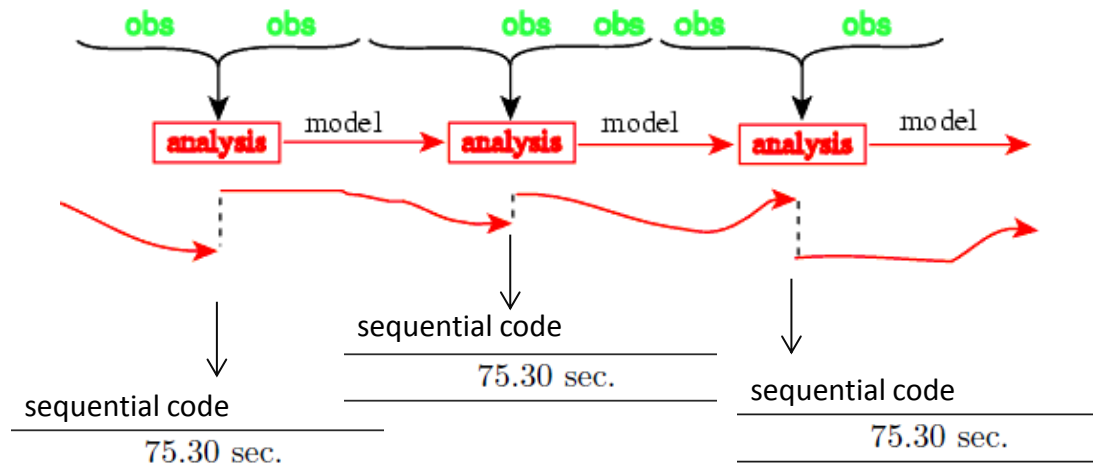 obs obs obs obs obs obs
model model model
analysis analysis analysis
sequential code
75.30 sec.
sequential code
75.30 sec.
sequential code
75.30 sec.